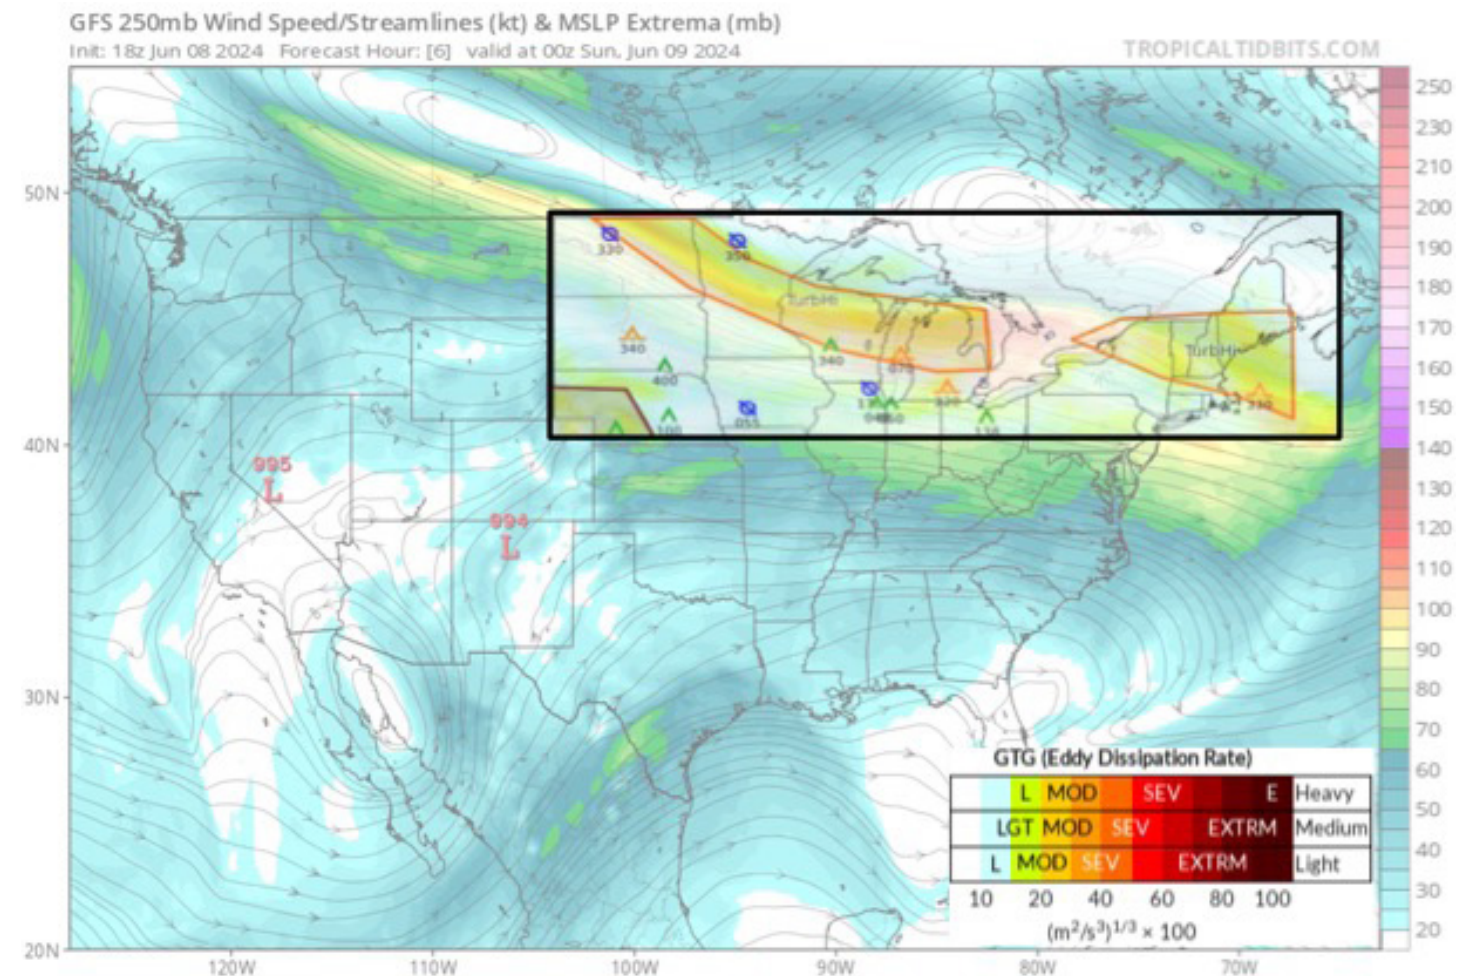 GFS 250mb Wind Speed/Streamlines (kt) & MSLP Extrema (mb)
Init: 18z Jun 08 2024 Forecast Hour: [6] valid at 00z Sun, Jun 09 2024
TROPICALTIDBITS.COM
250
230
210
200
190
180
170
160
150
140
130
120
110
100
90
80
70
60
50
40
30
20
50N
40N
30N
20N
330
350
TurbHi
340
340
400
TurbHi
055
100
995
L
994
L
GTG (Eddy Dissipation Rate)
L MOD SEV E Heavy
LGT MOD SEV EXTRM Medium
L MOD SEV EXTRM Light
10 20 40 60 80 100
(m²/s³)¹/³ × 100
120W 110W 100W 90W 80W 70W